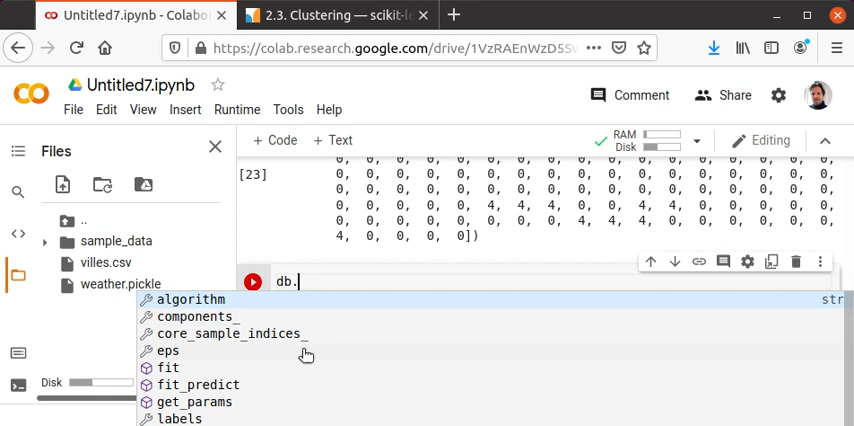 Untitled7.ipynb - Colabo
2.3. Clustering — scikit-le
https://colab.research.google.com/drive/1VzRAEnWzD5Sw
Untitled7.ipynb
File Edit View Insert Runtime Tools Help
Comment
Share
Files
+ Code + Text
RAM
Disk
Editing
..
sample_data
villes.csv
weather.pickle
Disk
[23]
0, 0, 0, 0, 0, 0, 0, 0, 0, 0, 0, 0, 0, 0, 0, 0, 0,
0, 0, 0, 0, 0, 0, 0, 0, 0, 0, 0, 0, 0, 0, 0, 0, 0,
0, 0, 0, 0, 0, 0, 0, 0, 0, 0, 0, 0, 0, 0, 0, 0, 0,
0, 0, 0, 0, 0, 4, 4, 4, 0, 0, 4, 4, 0, 0, 0, 0, 0,
0, 0, 0, 0, 0, 0, 0, 0, 4, 4, 4, 0, 0, 0, 0, 0, 0,
4, 0, 0, 0, 0])
db.
algorithm str
components_
core_sample_indices_
eps
fit
fit_predict
get_params
labels